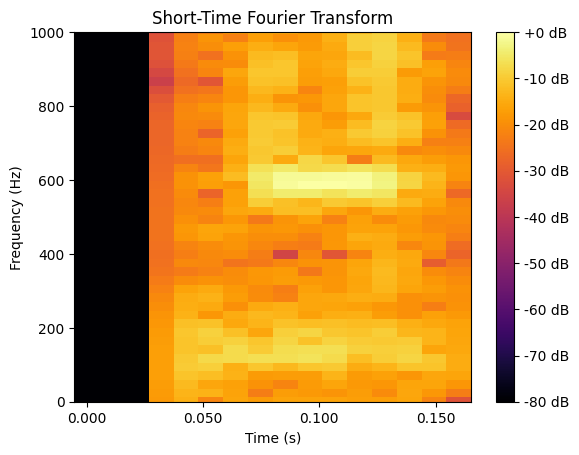 Short-Time Fourier Transform
1000
800
600
400
200
0
Frequency (Hz)
0.000
0.050
0.100
0.150
Time (s)
+0 dB
-10 dB
-20 dB
-30 dB
-40 dB
-50 dB
-60 dB
-70 dB
-80 dB